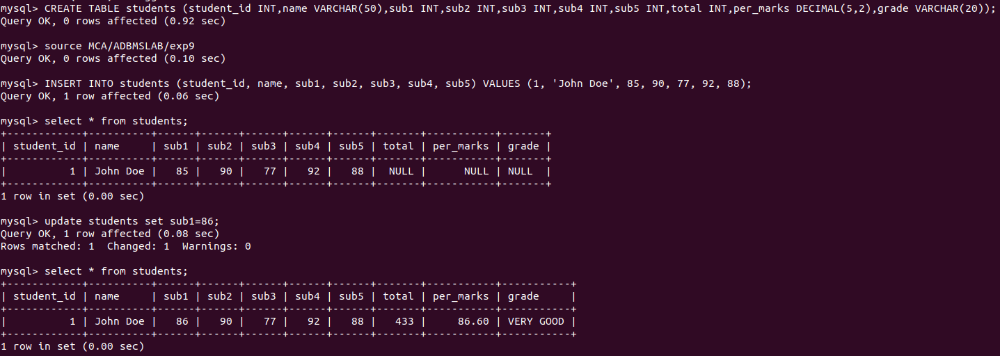 mysql> CREATE TABLE students (student_id INT,name VARCHAR(50),sub1 INT,sub2 INT,sub3 INT,sub4 INT,sub5 INT,total INT,per_marks DECIMAL(5,2),grade VARCHAR(20));
Query OK, 0 rows affected (0.92 sec)

mysql> source MCA/ADBMSLAB/exp9
Query OK, 0 rows affected (0.10 sec)

mysql> INSERT INTO students (student_id, name, sub1, sub2, sub3, sub4, sub5) VALUES (1, 'John Doe', 85, 90, 77, 92, 88);
Query OK, 1 row affected (0.06 sec)

mysql> select * from students;
+------------+----------+------+------+------+------+------+-------+-----------+-------+
| student_id | name     | sub1 | sub2 | sub3 | sub4 | sub5 | total | per_marks | grade |
+------------+----------+------+------+------+------+------+-------+-----------+-------+
|          1 | John Doe |   85 |   90 |   77 |   92 |   88 |  NULL |      NULL | NULL  |
+------------+----------+------+------+------+------+------+-------+-----------+-------+
1 row in set (0.00 sec)

mysql> update students set sub1=86;
Query OK, 1 row affected (0.08 sec)
Rows matched: 1  Changed: 1  Warnings: 0

mysql> select * from students;
+------------+----------+------+------+------+------+------+-------+-----------+-----------+
| student_id | name     | sub1 | sub2 | sub3 | sub4 | sub5 | total | per_marks | grade     |
+------------+----------+------+------+------+------+------+-------+-----------+-----------+
|          1 | John Doe |   86 |   90 |   77 |   92 |   88 |   433 |     86.60 | VERY GOOD |
+------------+----------+------+------+------+------+------+-------+-----------+-----------+
1 row in set (0.00 sec)